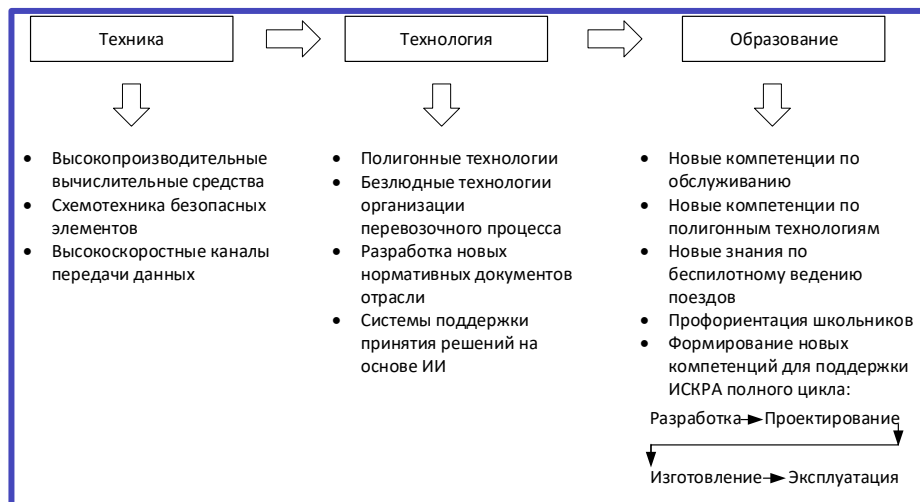 Техника
Технология
Образование
• Высокопроизводительные
вычислительные средства
• Схемотехника безопасных
элементов
• Высокоскоростные каналы
передачи данных
• Полигонные технологии
• Безлюдные технологии
организации
перевозочного процесса
• Разработка новых
нормативных документов
отрасли
• Системы поддержки
принятия решений на
основе ИИ
• Новые компетенции по
обслуживанию
• Новые компетенции по
полигонным технологиям
• Новые знания по
беспилотному ведению
поездов
• Профориентация школьников
• Формирование новых
компетенций для поддержки
ИСКРА полного цикла:
Разработка Проектирование
Изготовление Эксплуатация